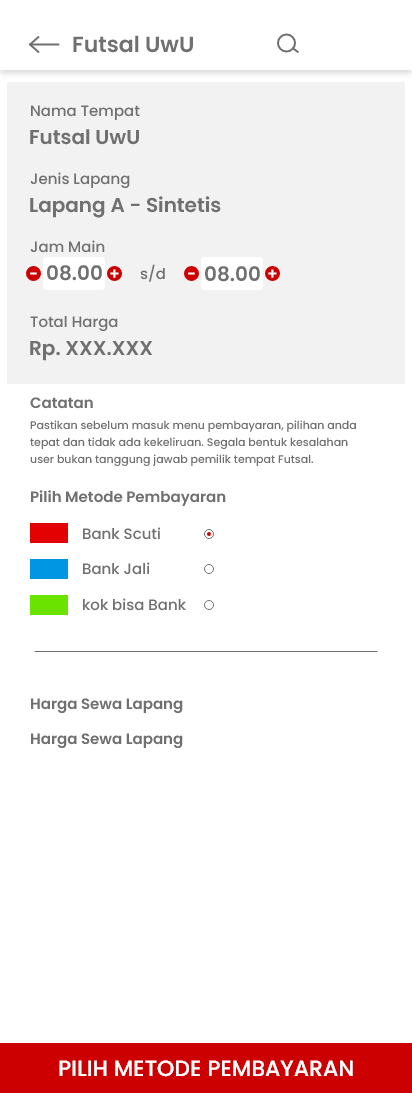 Futsal UwU
Nama Tempat
Futsal UwU
Jenis Lapang
Lapang A - Sintetis
Jam Main
08.00 s/d 08.00
Total Harga
Rp. XXX.XXX
Catatan
Pastikan sebelum masuk menu pembayaran, pilihan anda
tepat dan tidak ada kekeliruan. Segala bentuk kesalahan
user bukan tanggung jawab pemilik tempat Futsal.
Pilih Metode Pembayaran
Bank Scuti
Bank Jali
kok bisa Bank
Harga Sewa Lapang
Harga Sewa Lapang
PILIH METODE PEMBAYARAN